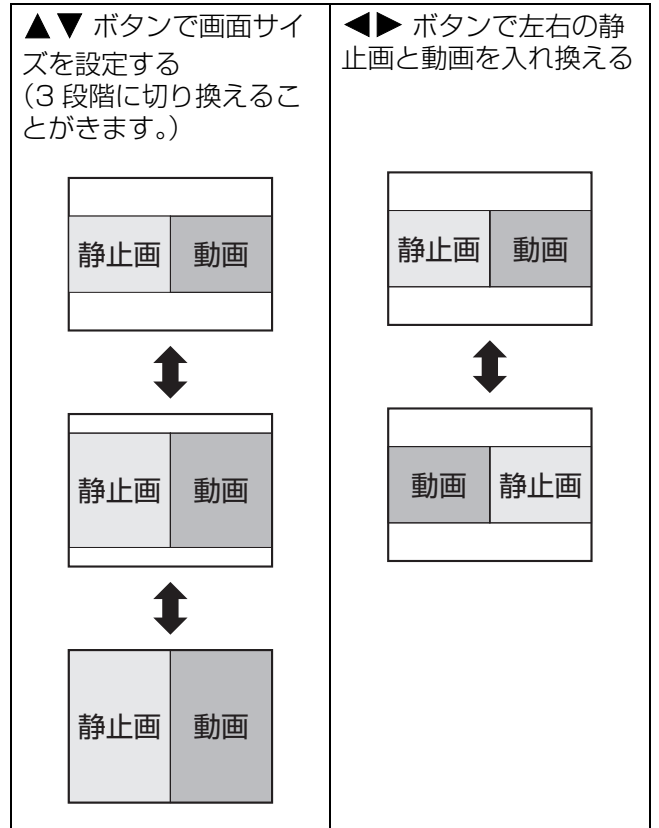 ▲▼ ボタンで画面サイ
ズを設定する
（3 段階に切り換えるこ
とがきます。）
静止画 動画
静止画 動画
静止画 動画
◀▶ ボタンで左右の静
止画と動画を入れ換える
静止画 動画
動画 静止画